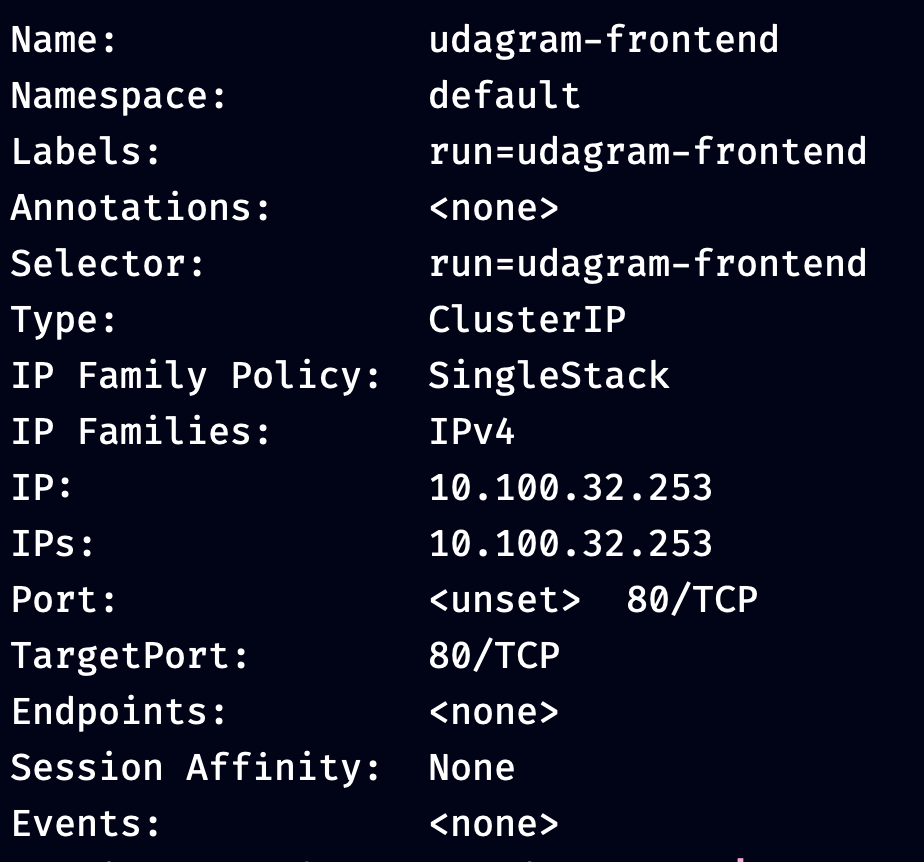 Name: udagram-frontend
Namespace: default
Labels: run=udagram-frontend
Annotations: <none>
Selector: run=udagram-frontend
Type: ClusterIP
IP Family Policy: SingleStack
IP Families: IPv4
IP: 10.100.32.253
IPs: 10.100.32.253
Port: <unset> 80/TCP
TargetPort: 80/TCP
Endpoints: <none>
Session Affinity: None
Events: <none>